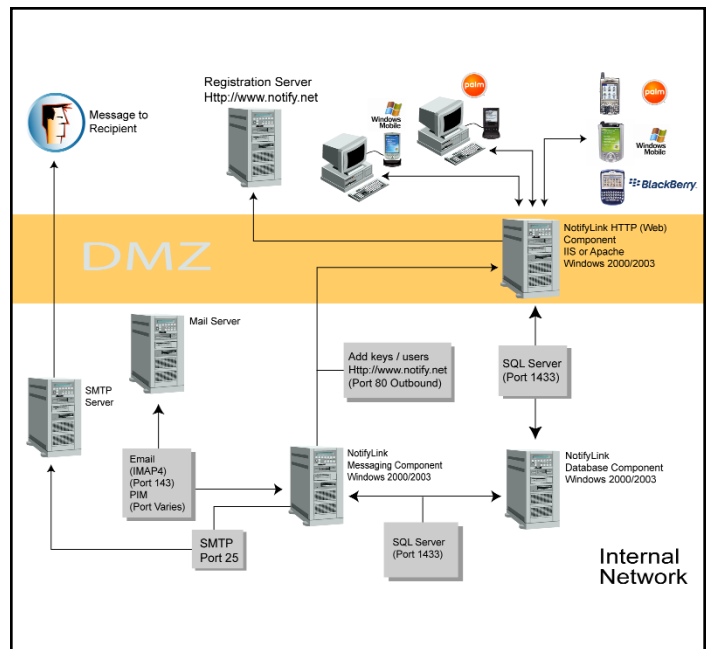 Registration Server
Http://www.notify.net
Message to
Recipient
palm
Windows
Mobile
palm
Windows
Mobile
BlackBerry
DMZ
NotifyLink HTTP (Web)
Component
IIS or Apache
Windows 2000/2003
Mail Server
SMTP
Server
Add keys / users
Http://www.notify.net
(Port 80 Outbound)
SQL Server
(Port 1433)
Email
(IMAP4)
(Port 143)
PIM
(Port Varies)
NotifyLink
Messaging Component
Windows 2000/2003
NotifyLink
Database Component
Windows 2000/2003
SMTP
Port 25
SQL Server
(Port 1433)
Internal
Network